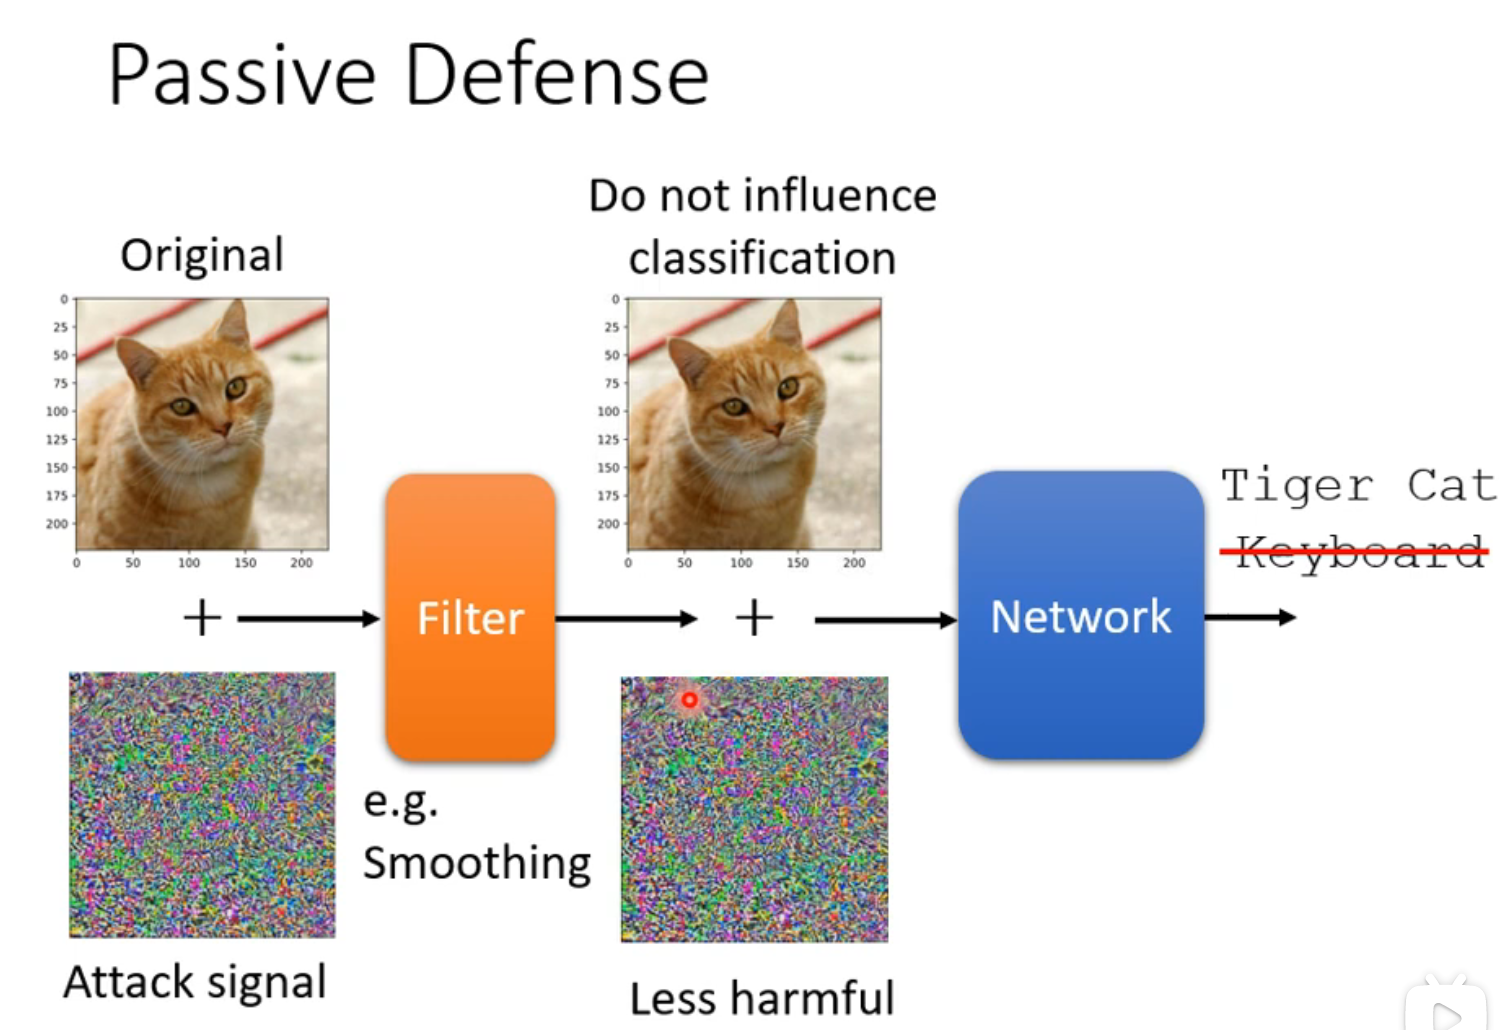 Passive Defense
Do not influence
classification
Original
0
25
50
75
100
125
150
175
200
0 50 100 150 200
0
25
50
75
100
125
150
175
200
0 50 100 150 200
Tiger Cat
Keyboard
+
Filter
+
Network
e.g.
Smoothing
Attack signal
Less harmful